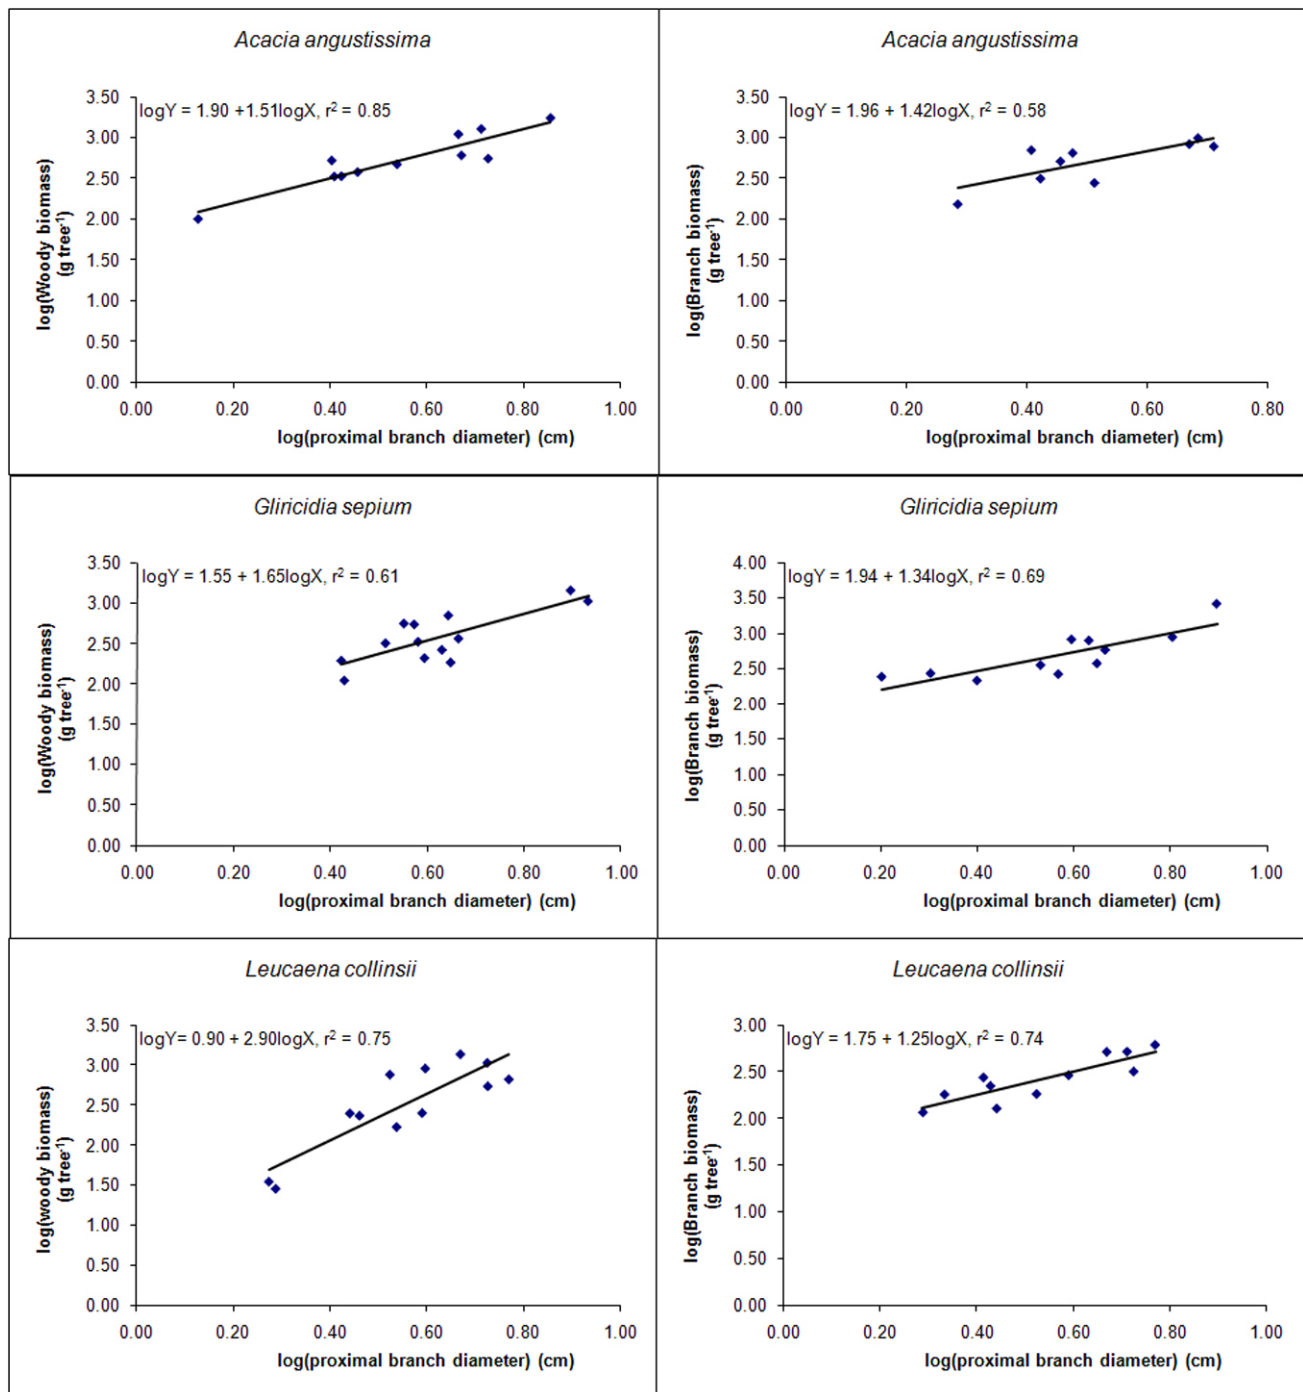 Acacia angustissima
logY = 1.90 +1.51logX, r² = 0.85
3.50
3.00
2.50
2.00
1.50
1.00
0.50
0.00
log(Woody biomass)
(g tree⁻¹)
0.00 0.20 0.40 0.60 0.80 1.00
log(proximal branch diameter) (cm)
Acacia angustissima
logY = 1.96 + 1.42logX, r² = 0.58
3.50
3.00
2.50
2.00
1.50
1.00
0.50
0.00
log(Branch biomass)
(g tree⁻¹)
0.00 0.20 0.40 0.60 0.80
log(proximal branch diameter) (cm)
Gliricidia sepium
logY = 1.55 + 1.65logX, r² = 0.61
3.50
3.00
2.50
2.00
1.50
1.00
0.50
0.00
log(Woody biomass)
(g tree⁻¹)
0.00 0.20 0.40 0.60 0.80 1.00
log(proximal branch diameter) (cm)
Gliricidia sepium
logY = 1.94 + 1.34logX, r² = 0.69
4.00
3.50
3.00
2.50
2.00
1.50
1.00
0.50
0.00
log(Branch biomass)
(g tree⁻¹)
0.00 0.20 0.40 0.60 0.80 1.00
log(proximal branch diameter) (cm)
Leucaena collinsii
logY= 0.90 + 2.90logX, r² = 0.75
3.50
3.00
2.50
2.00
1.50
1.00
0.50
0.00
log(woody biomass)
(g tree⁻¹)
0.00 0.20 0.40 0.60 0.80 1.00
log(proximal branch diameter) (cm)
Leucaena collinsii
logY = 1.75 + 1.25logX, r² = 0.74
3.00
2.50
2.00
1.50
1.00
0.50
0.00
log(Branch biomass)
(g tree⁻¹)
0.00 0.20 0.40 0.60 0.80 1.00
log(proximal branch diameter) (cm)